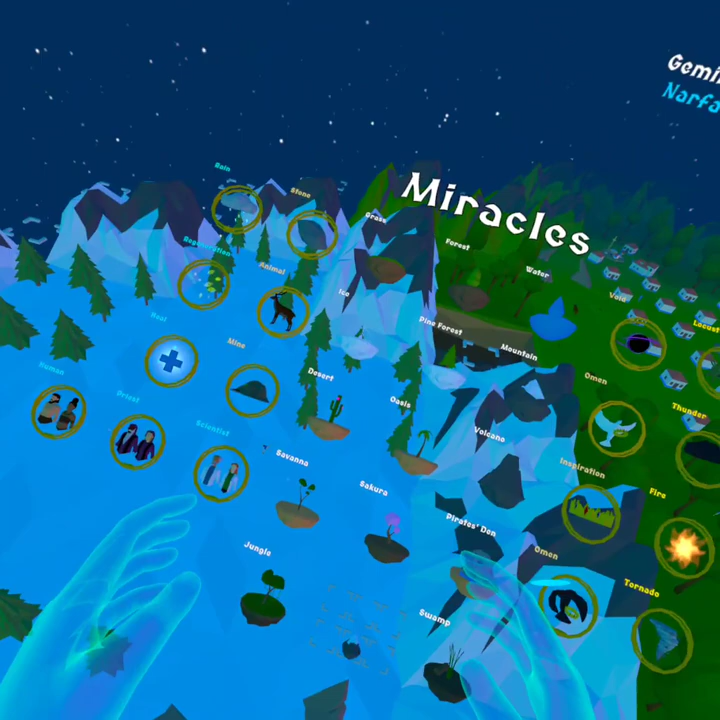 Gemi
Narfa
Miracles
Rain
Stone
Grass
Forest
Water
Void
Locust
Regeneration
Animal
Ice
Pine Forest
Mountain
Omen
Thunder
Heal
Mine
Desert
Oasis
Volcano
Inspiration
Fire
Human
Priest
Scientist
Savanna
Sakura
Pirates' Den
Omen
Tornado
Jungle
Swamp